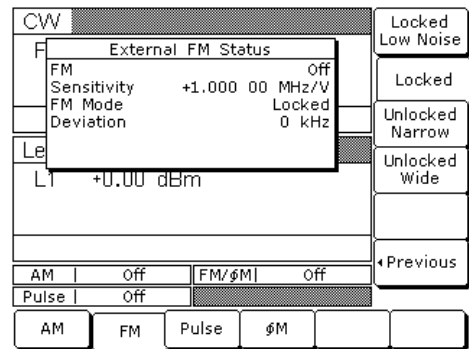 CW
F
External FM Status
FM Off
Sensitivity +1.000 00 MHz/V
FM Mode Locked
Deviation 0 kHz
Le
L1 +0.00 dBm
AM Off FM/ϕM Off
Pulse Off
AM FM Pulse ϕM
Locked
Low Noise
Locked
Unlocked
Narrow
Unlocked
Wide
Previous